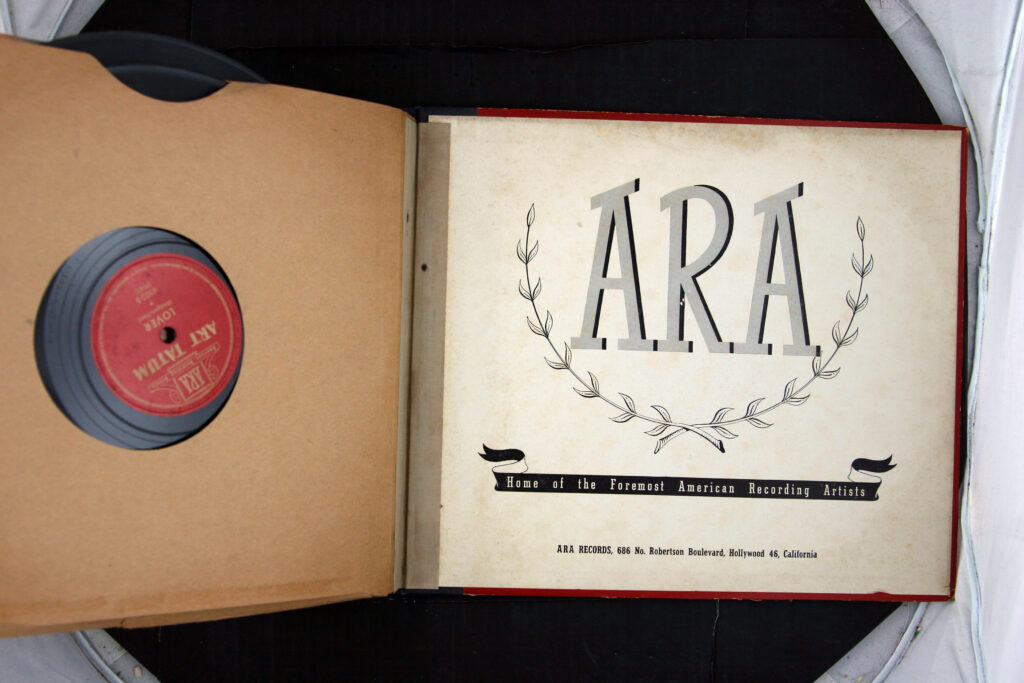 ARA
ART TATUM
LOVER
ARA
Home of the Foremost American Recording Artists
ARA RECORDS, 686 No. Robertson Boulevard, Hollywood 46, California